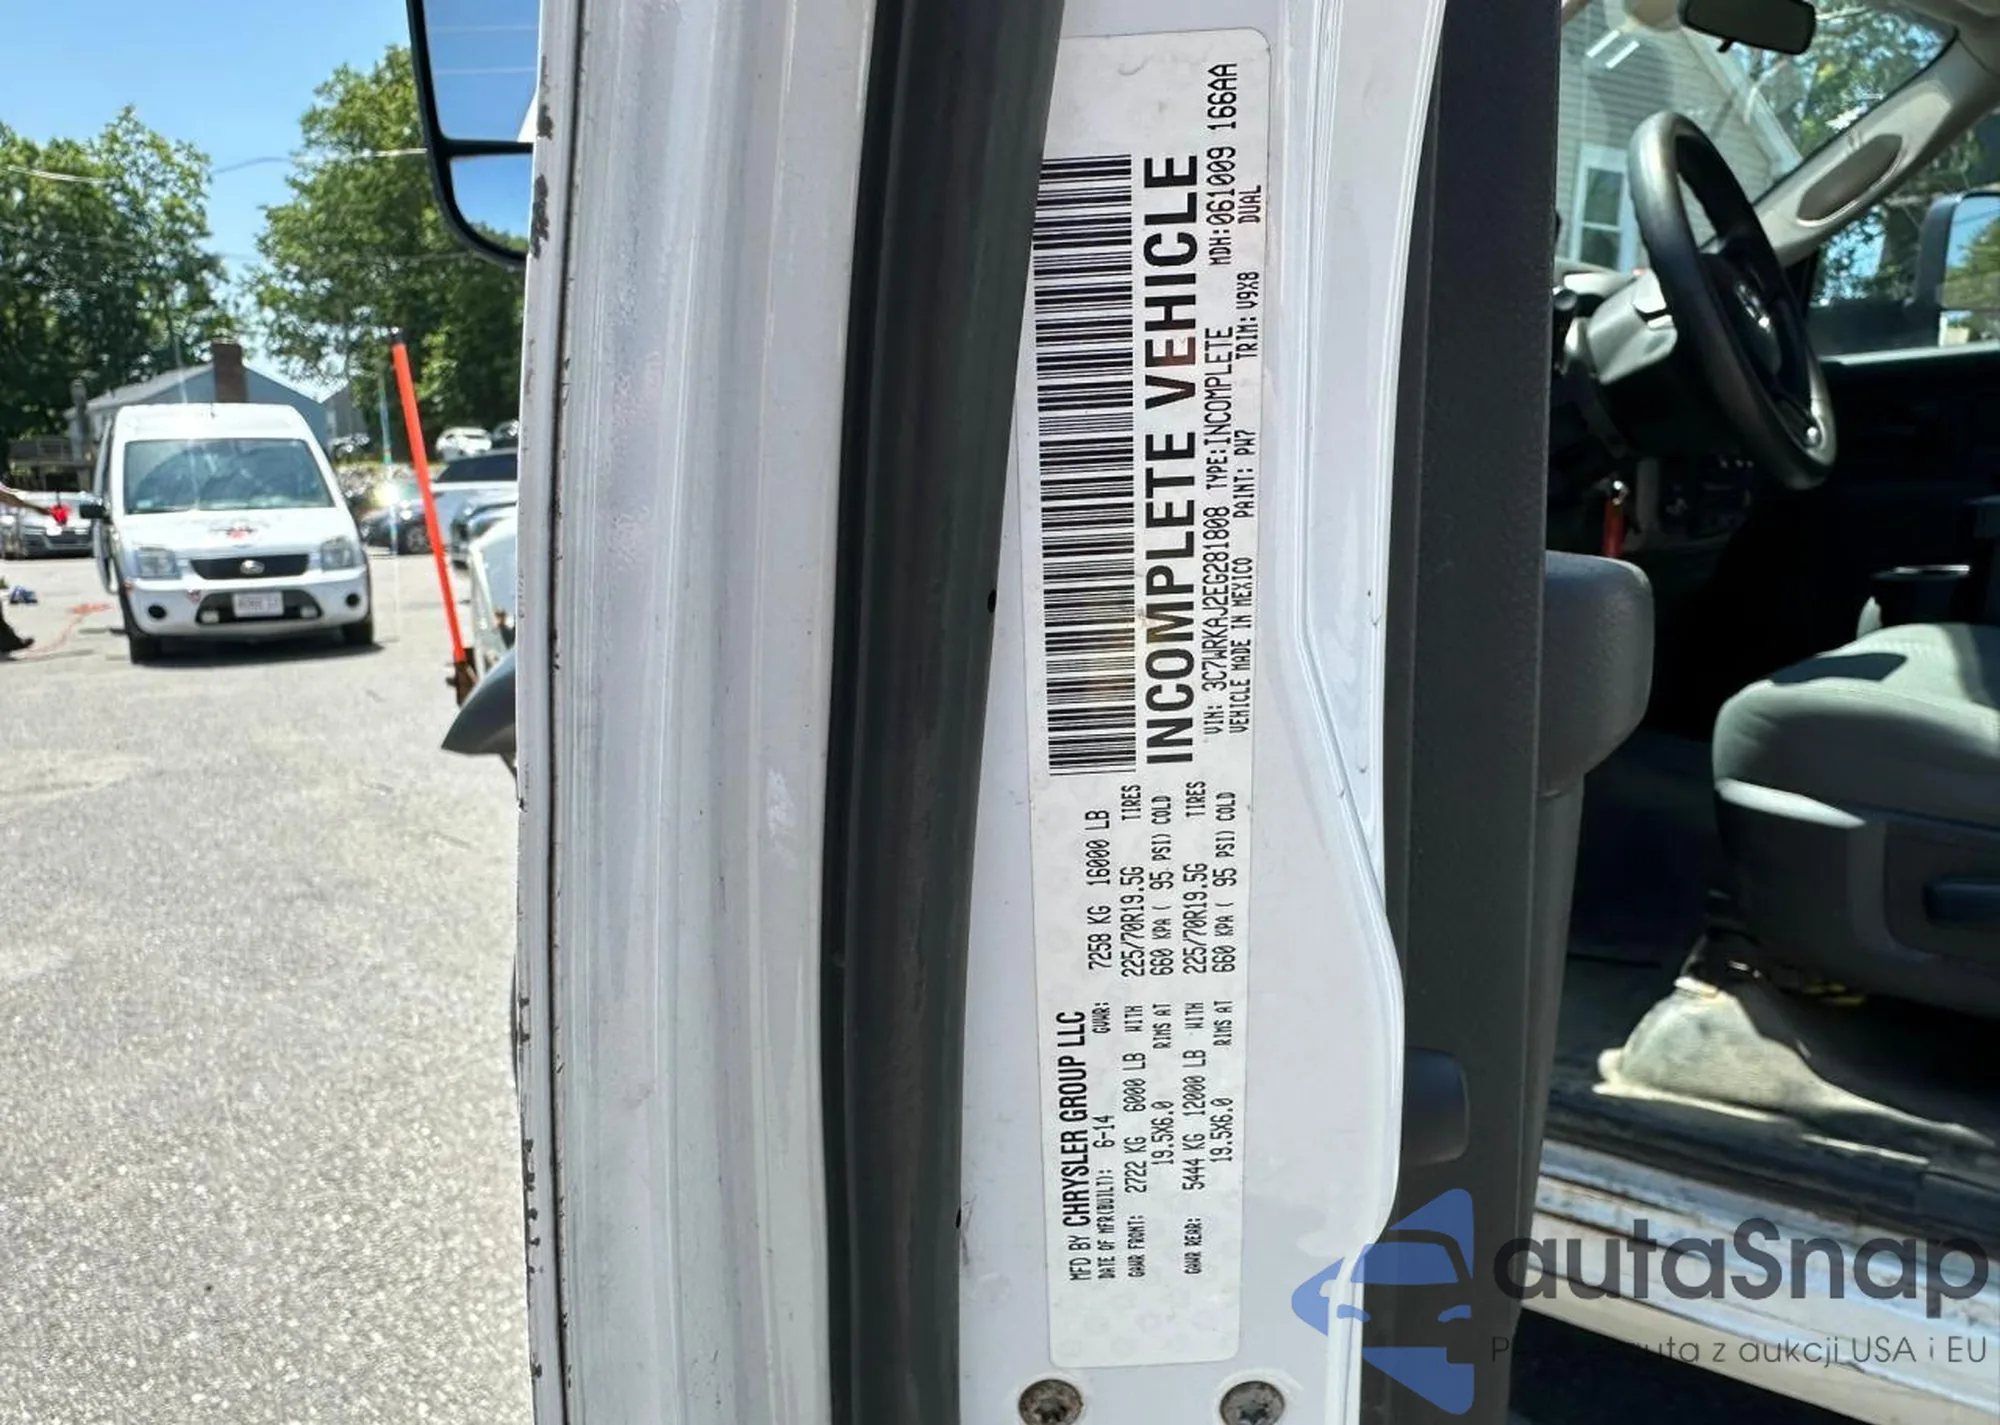 MFD BY CHRYSLER GROUP LLC
DATE OF MFR(BUILT): 6-14 GVWR: 7258 KG 16000 LB
GAWR FRONT: 2722 KG 6000 LB WITH 225/70R19.5G TIRES
19.5X6.0 RIMS AT 660 KPA ( 95 PSI) COLD
GAWR REAR: 5444 KG 12000 LB WITH 225/70R19.5G TIRES
19.5X6.0 RIMS AT 660 KPA ( 95 PSI) COLD
INCOMPLETE VEHICLE
VIN: 3C7WRKAJ2EG281808 TYPE:INCOMPLETE MDH:061009 166AA
VEHICLE MADE IN MEXICO PAINT: PW7 TRIM: V9X8 DUAL
autaSnap
auta z aukcji USA i EU